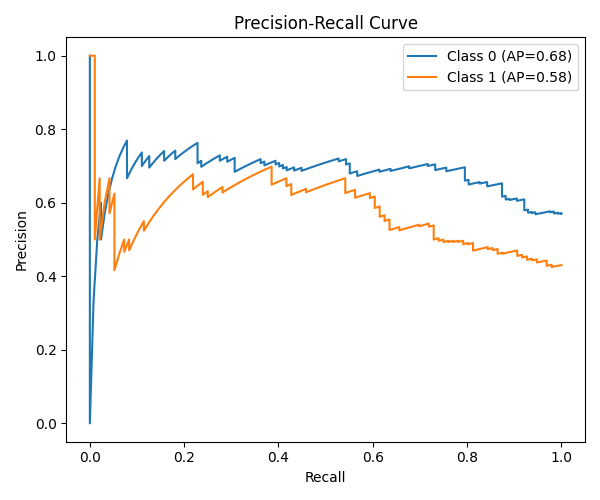 Precision-Recall Curve
Class 0 (AP=0.68)
Class 1 (AP=0.58)
Precision
1.0
0.8
0.6
0.4
0.2
0.0
0.0 0.2 0.4 0.6 0.8 1.0
Recall